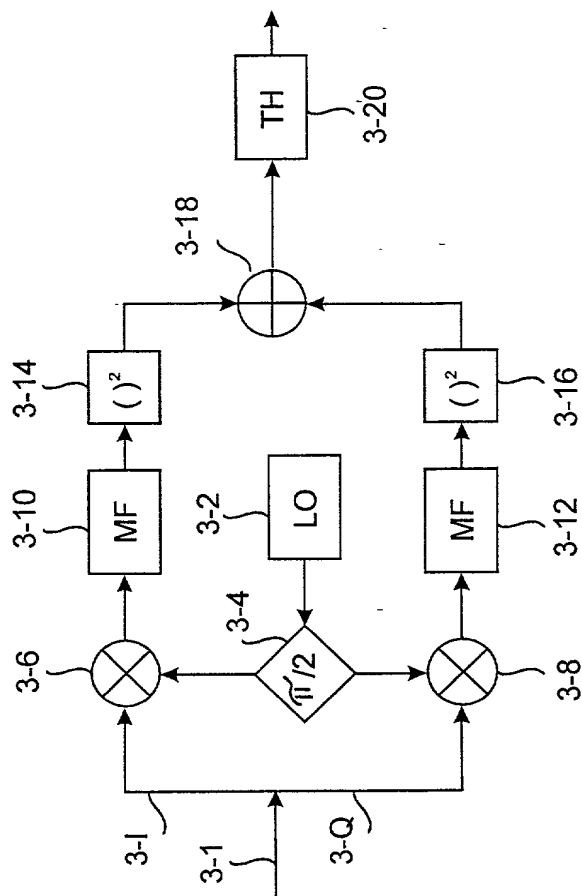 3-1
3-I
3-Q
3-6
3-8
3-4
π/2
3-2
LO
3-10
MF
3-12
MF
3-14
( )²
3-16
( )²
3-18
TH
3-20